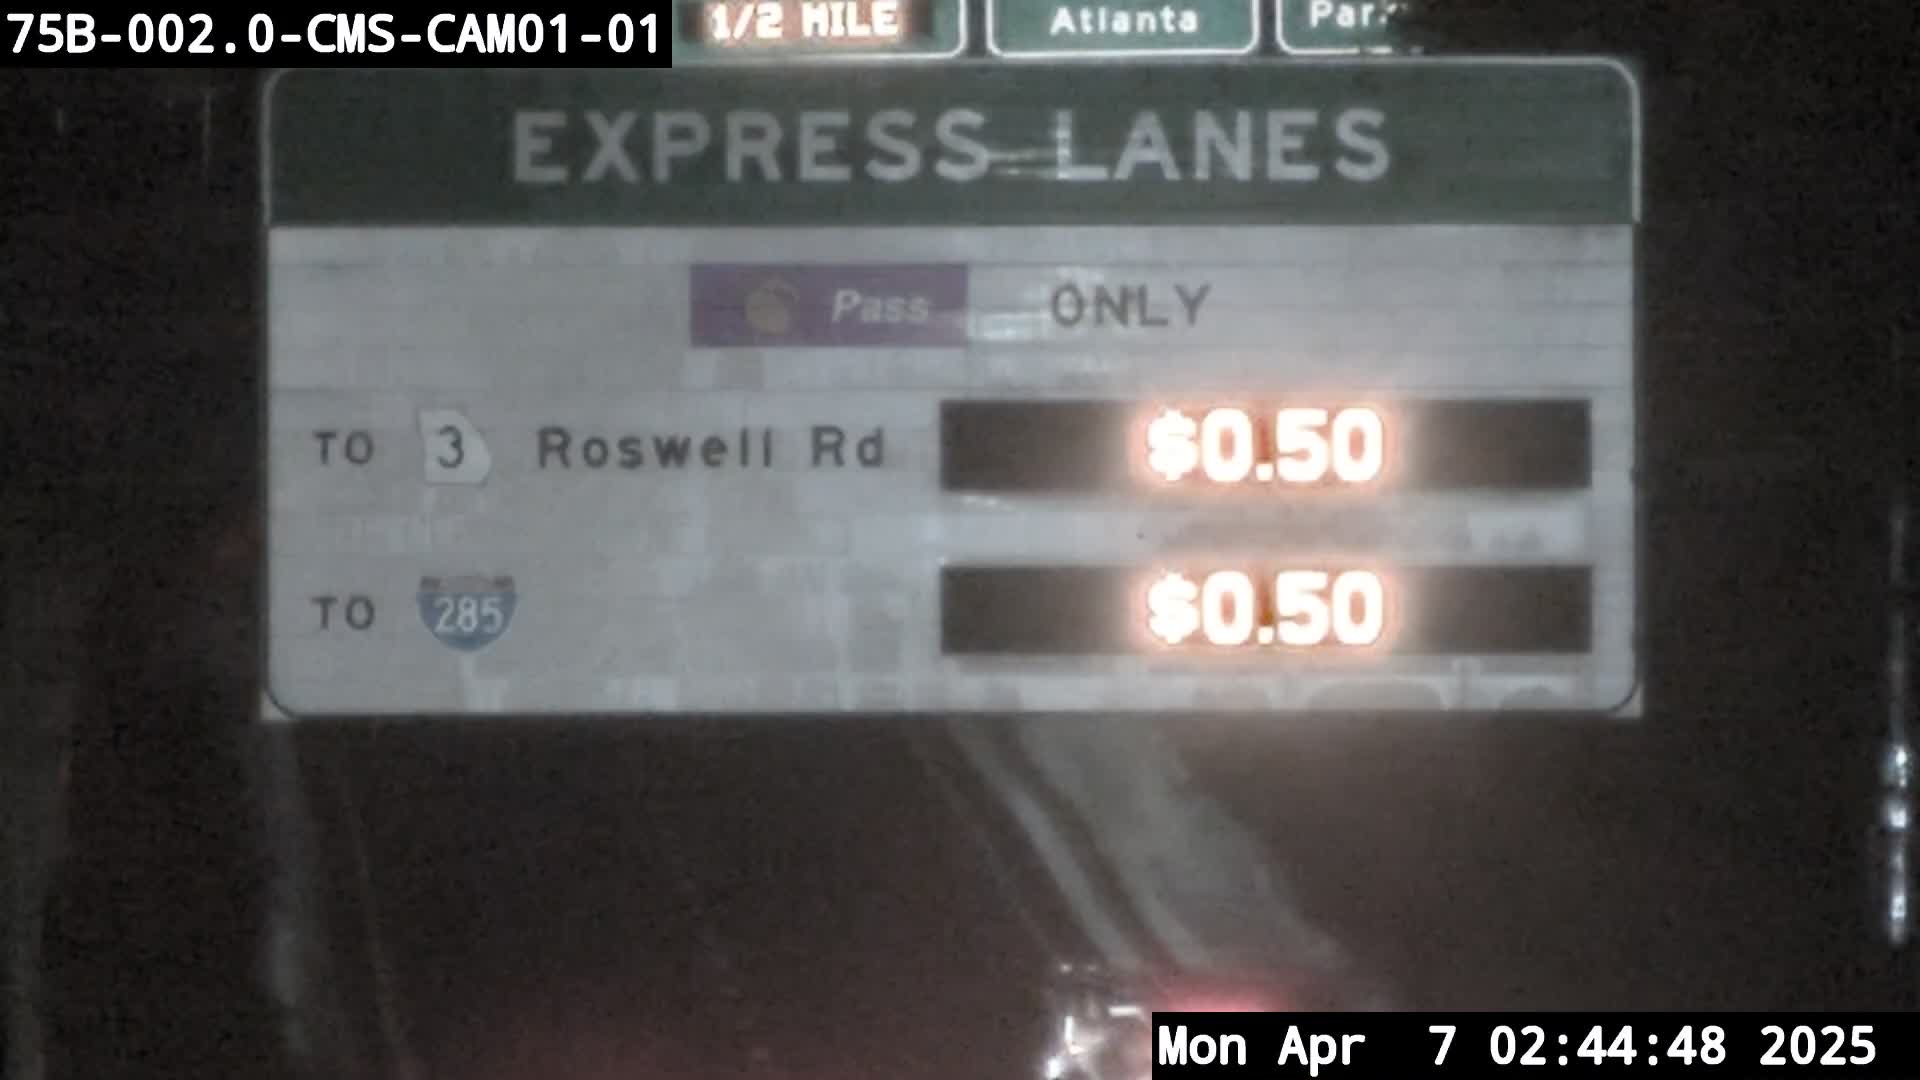 75B-002.0-CMS-CAM01-01
1/2 MILE
Atlanta
EXPRESS LANES
Pass ONLY
TO 3 Roswell Rd $0.50
TO 285 $0.50
Mon Apr 7 02:44:48 2025